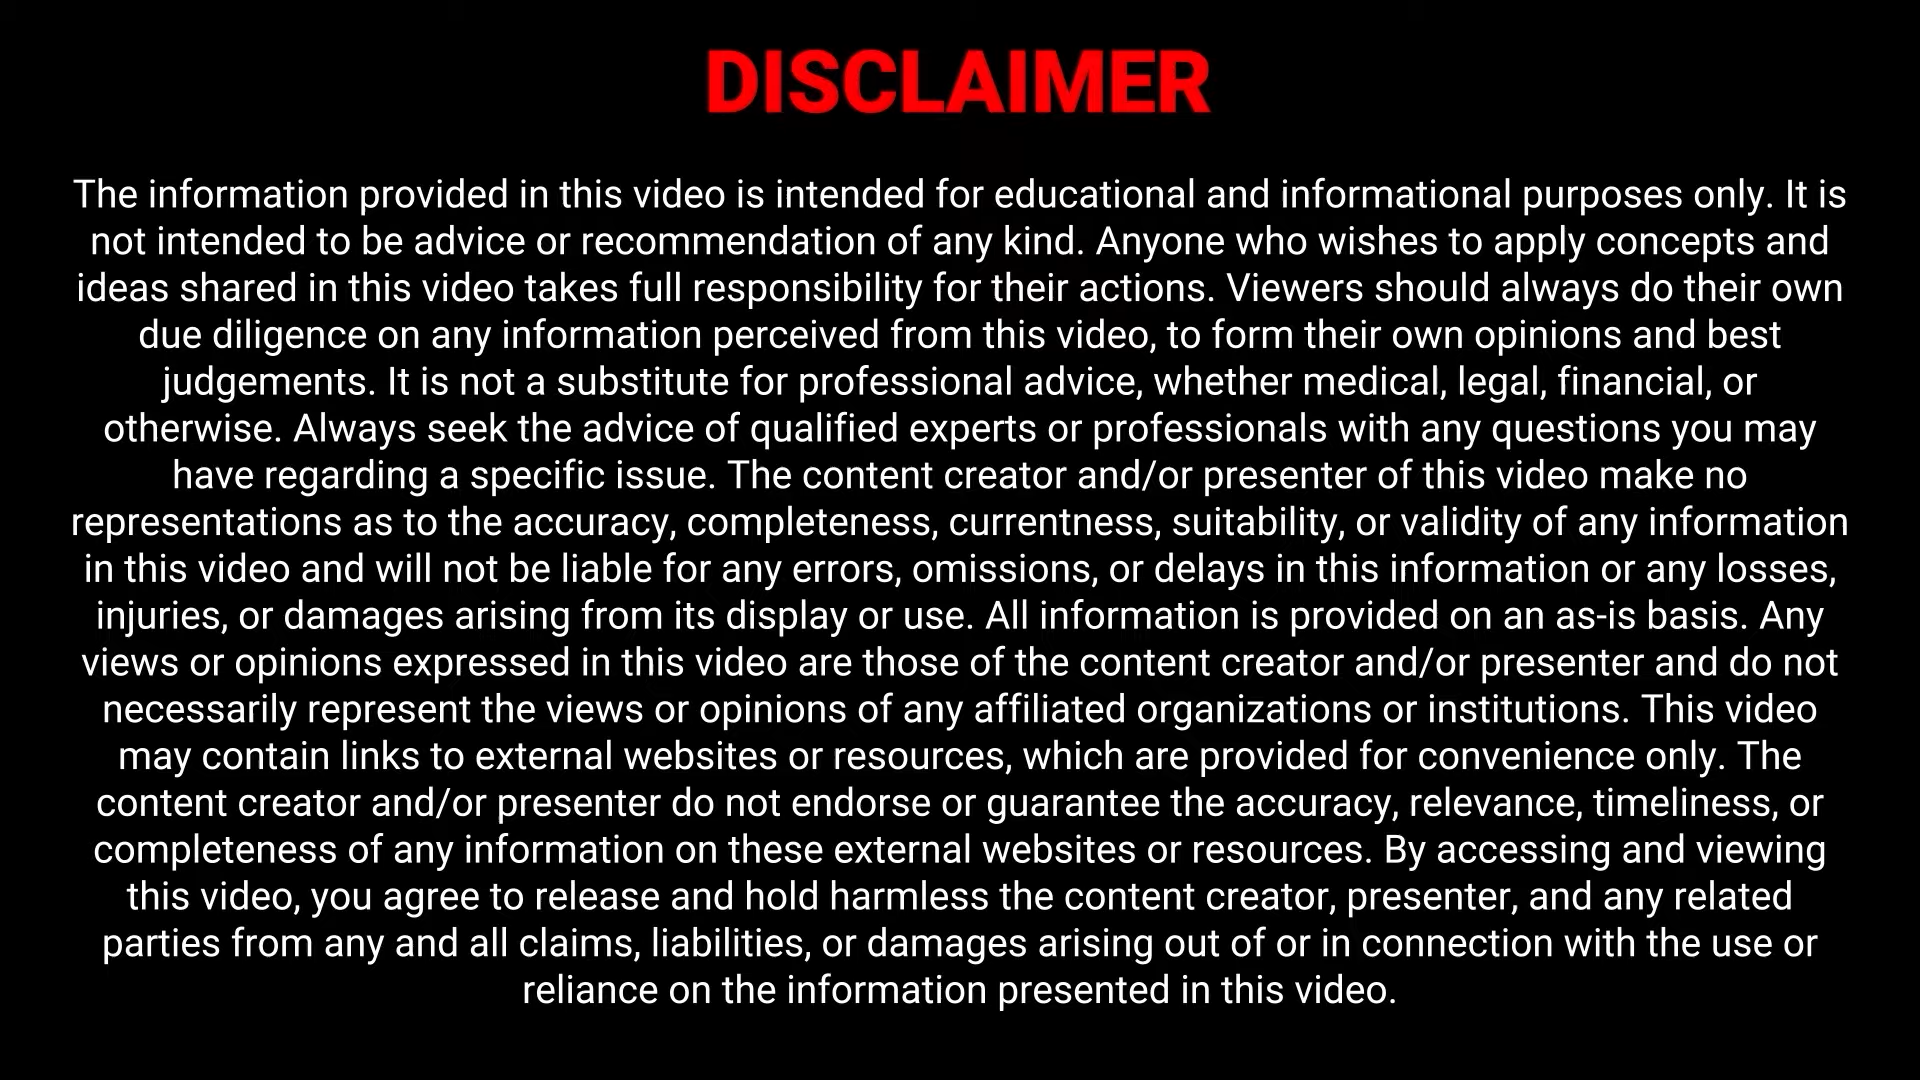 DISCLAIMER
The information provided in this video is intended for educational and informational purposes only. It is
not intended to be advice or recommendation of any kind. Anyone who wishes to apply concepts and
ideas shared in this video takes full responsibility for their actions. Viewers should always do their own
due diligence on any information perceived from this video, to form their own opinions and best
judgements. It is not a substitute for professional advice, whether medical, legal, financial, or
otherwise. Always seek the advice of qualified experts or professionals with any questions you may
have regarding a specific issue. The content creator and/or presenter of this video make no
representations as to the accuracy, completeness, currentness, suitability, or validity of any information
in this video and will not be liable for any errors, omissions, or delays in this information or any losses,
injuries, or damages arising from its display or use. All information is provided on an as-is basis. Any
views or opinions expressed in this video are those of the content creator and/or presenter and do not
necessarily represent the views or opinions of any affiliated organizations or institutions. This video
may contain links to external websites or resources, which are provided for convenience only. The
content creator and/or presenter do not endorse or guarantee the accuracy, relevance, timeliness, or
completeness of any information on these external websites or resources. By accessing and viewing
this video, you agree to release and hold harmless the content creator, presenter, and any related
parties from any and all claims, liabilities, or damages arising out of or in connection with the use or
reliance on the information presented in this video.